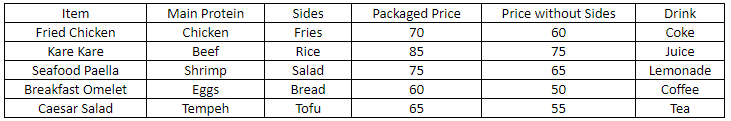 Item Main Protein Sides Packaged Price Price without Sides Drink
Fried Chicken Chicken Fries 70 60 Coke
Kare Kare Beef Rice 85 75 Juice
Seafood Paella Shrimp Salad 75 65 Lemonade
Breakfast Omelet Eggs Bread 60 50 Coffee
Caesar Salad Tempeh Tofu 65 55 Tea